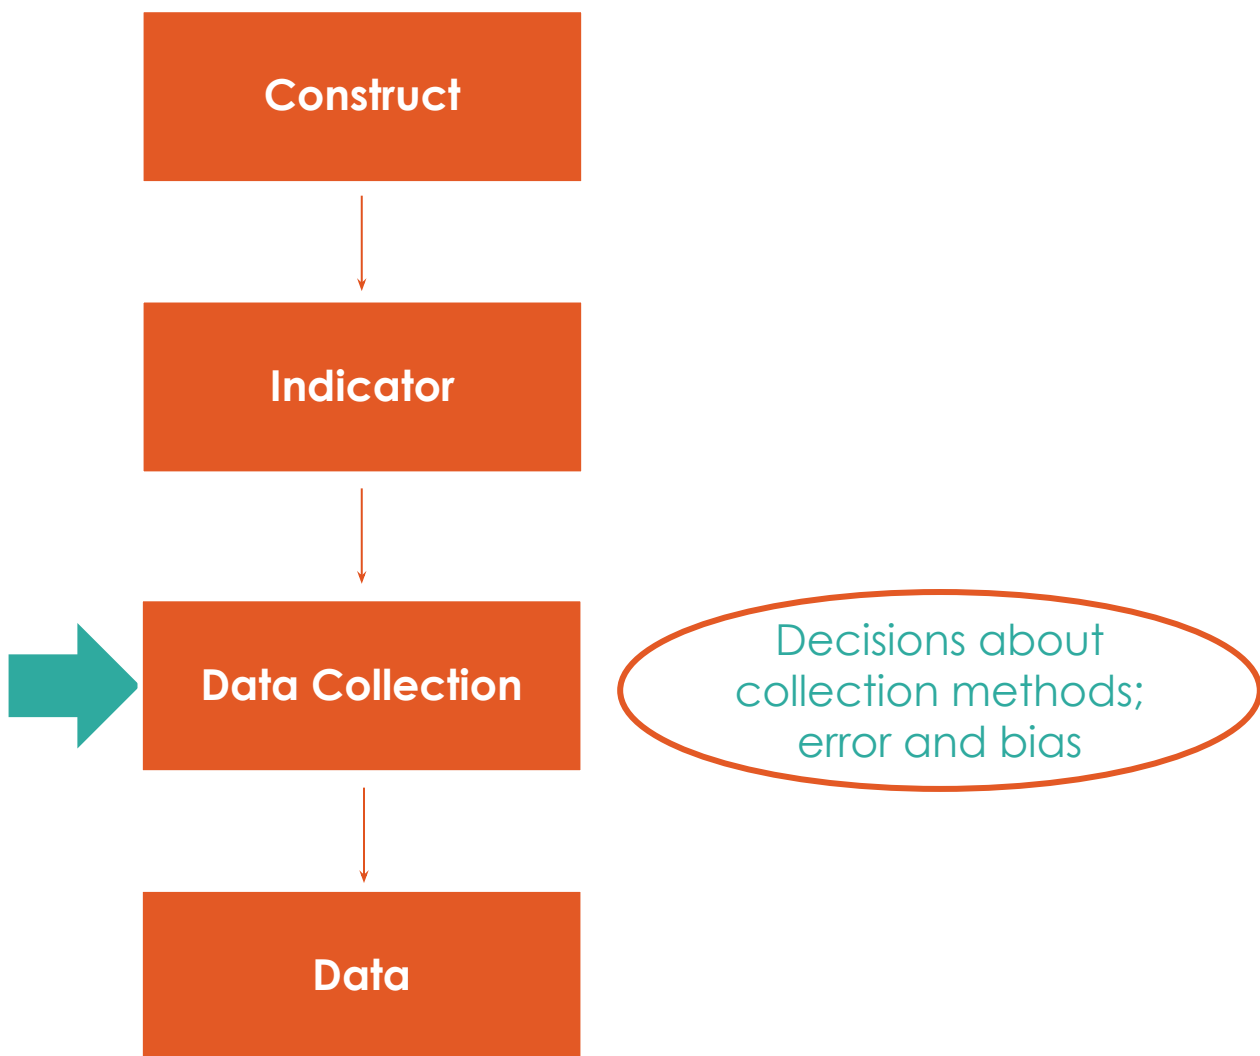 Construct
Indicator
Data Collection
Decisions about
collection methods;
error and bias
Data